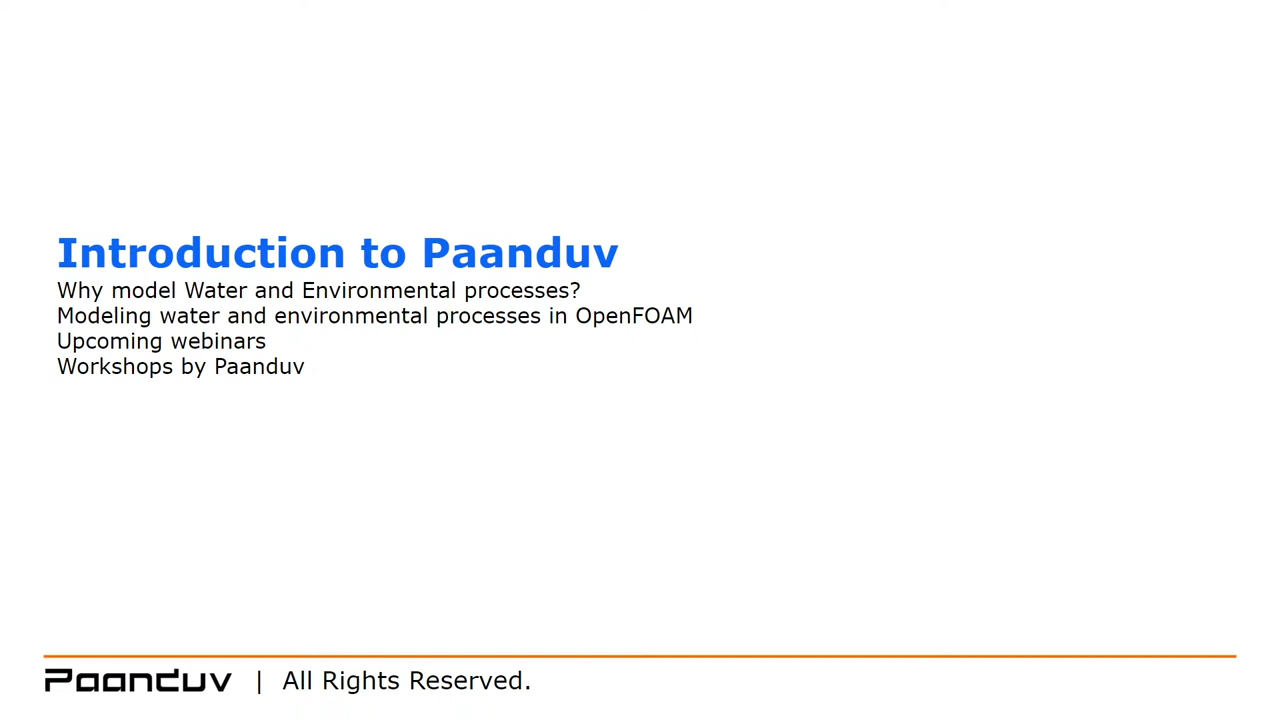 Introduction to Paanduv
Why model Water and Environmental processes?
Modeling water and environmental processes in OpenFOAM
Upcoming webinars
Workshops by Paanduv
Paanduv | All Rights Reserved.